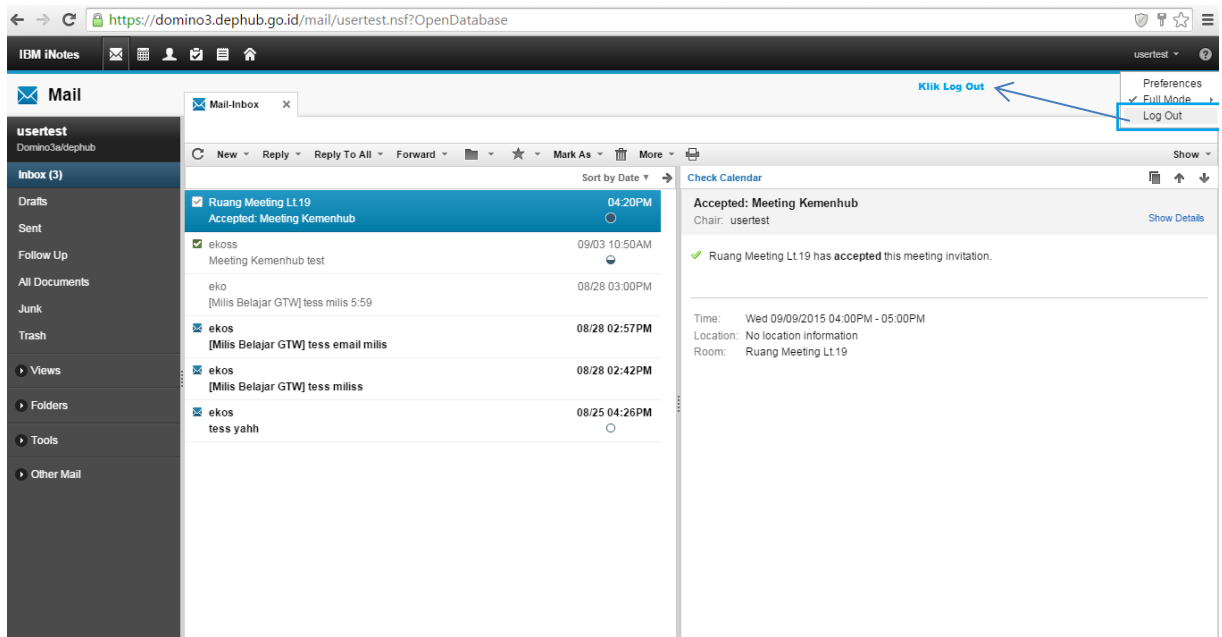 https://domino3.dephub.go.id/mail/usertest.nsf?OpenDatabase
IBM iNotes
usertest
Mail
Mail-Inbox
Klik Log Out
Preferences
Full Mode
Log Out
usertest
Domino3a/dephub
New
Reply
Reply To All
Forward
Mark As
More
Show
Inbox (3)
Drafts
Sent
Follow Up
All Documents
Junk
Trash
Views
Folders
Tools
Other Mail
Sort by Date
Ruang Meeting Lt.19 04:20PM
Accepted: Meeting Kemenhub
ekoss 09/03 10:50AM
Meeting Kemenhub test
eko 08/28 03:00PM
[Milis Belajar GTW] tess milis 5:59
ekos 08/28 02:57PM
[Milis Belajar GTW] tess email milis
ekos 08/28 02:42PM
[Milis Belajar GTW] tess miliss
ekos 08/25 04:26PM
tess yahh
Check Calendar
Accepted: Meeting Kemenhub
Chair: usertest
Show Details
Ruang Meeting Lt.19 has accepted this meeting invitation.
Time: Wed 09/09/2015 04:00PM - 05:00PM
Location: No location information
Room: Ruang Meeting Lt.19